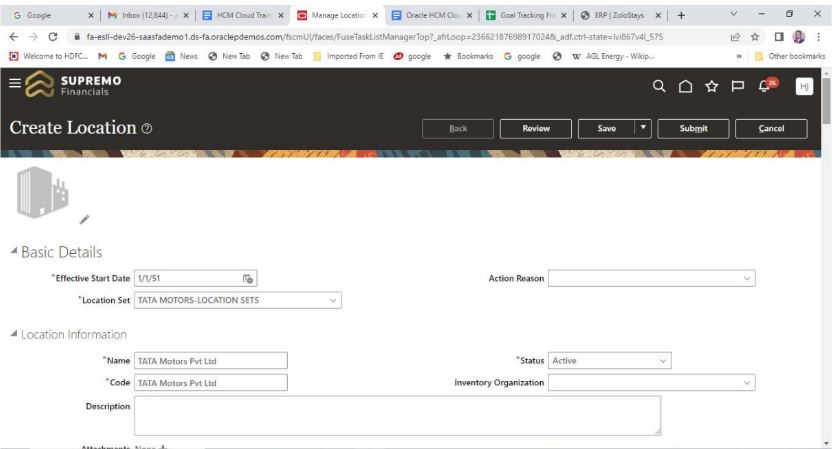 Google
Inbox (12,844) -
HCM Cloud Train
Manage Location
Oracle HCM Clo
Goal Tracking Fra
ERP | ZoloStays
fa-esll-dev26-saasfademo1.ds-fa.oraclepdemos.com/fscmUI/faces/FuseTaskListManagerTop?_afrLoop=23662187698917024&_adf.ctrl-state=lvi867v4l_575
Welcome to HDFC...
Google
News
New Tab
New Tab
Imported From IE
google
Bookmarks
google
AGL Energy - Wikip...
»
Other bookmarks
SUPREMO
Financials
26
HJ
Create Location
Back
Review
Save
Submit
Cancel
Basic Details
*Effective Start Date 1/1/51
Action Reason
*Location Set TATA MOTORS-LOCATION SETS
Location Information
*Name TATA Motors Pvt Ltd
*Status Active
*Code TATA Motors Pvt Ltd
Inventory Organization
Description
Attachments None